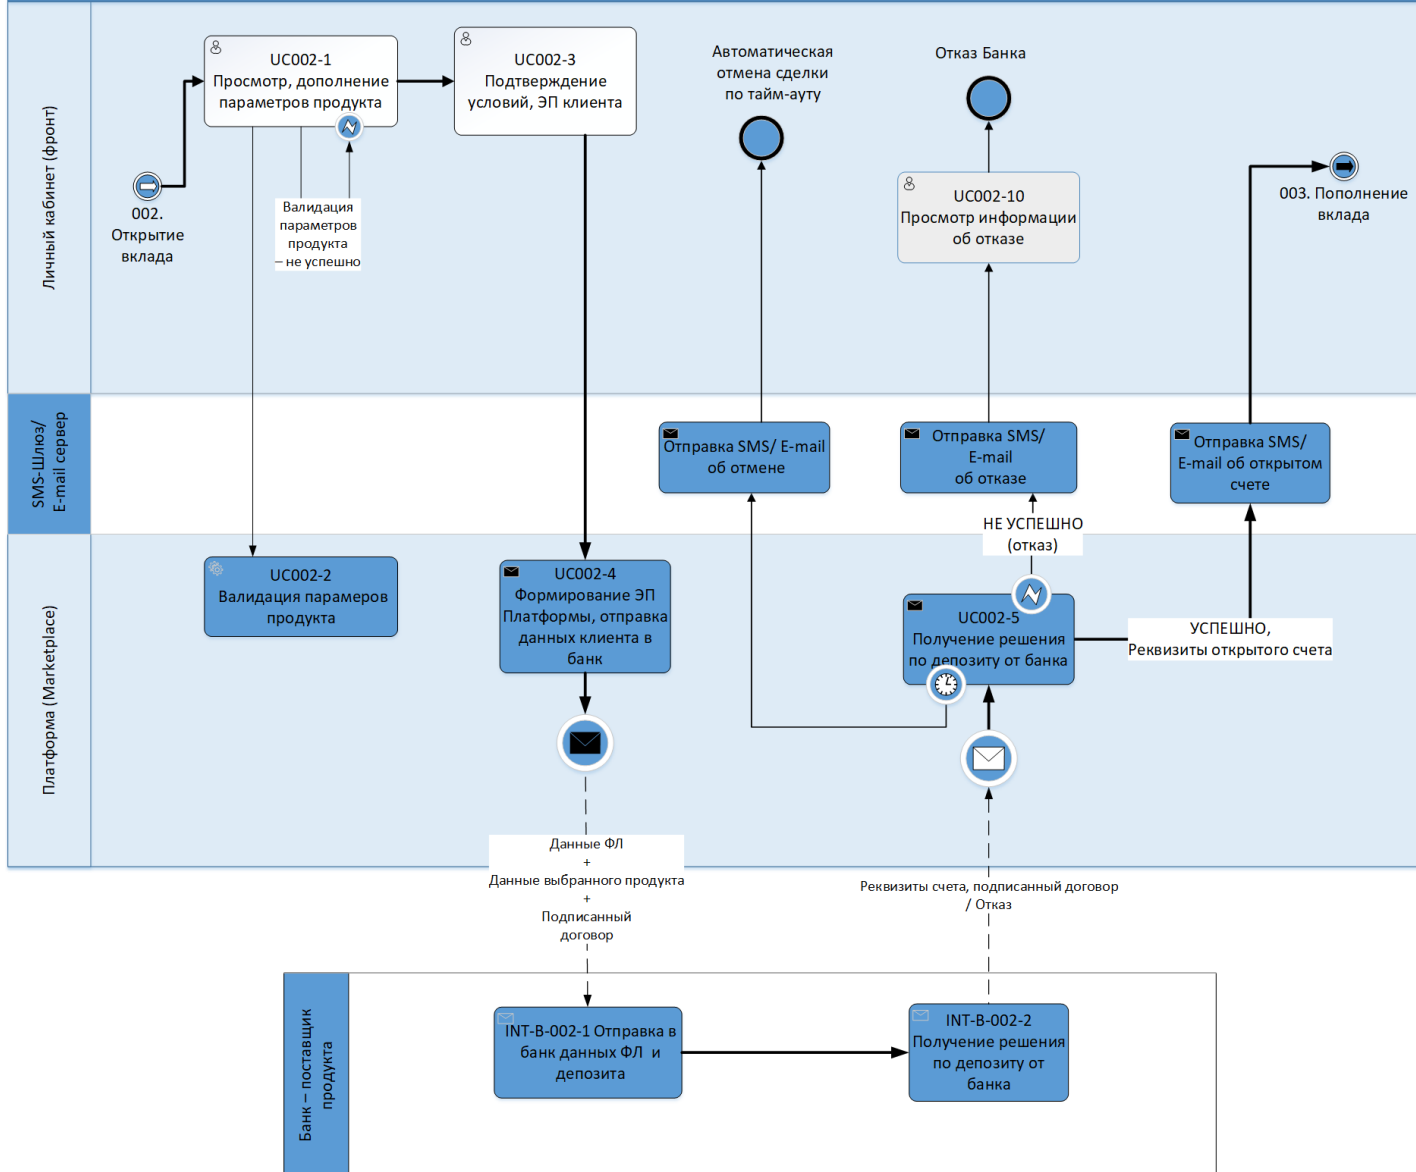 Личный кабинет (фронт)
002.
Открытие
вклада
UC002-1
Просмотр, дополнение
параметров продукта
Валидация
параметров
продукта
– не успешно
UC002-3
Подтверждение
условий, ЭП клиента
Автоматическая
отмена сделки
по тайм-ауту
Отказ Банка
UC002-10
Просмотр информации
об отказе
003. Пополнение
вклада
SMS-Шлюз/
E-mail сервер
Отправка SMS/ E-mail
об отмене
Отправка SMS/
E-mail
об отказе
Отправка SMS/
E-mail об открытом
счете
НЕ УСПЕШНО
(отказ)
Платформа (Marketplace)
UC002-2
Валидация парамеров
продукта
UC002-4
Формирование ЭП
Платформы, отправка
данных клиента в
банк
UC002-5
Получение решения
по депозиту от банка
УСПЕШНО,
Реквизиты открытого счета
Данные ФЛ
+
Данные выбранного продукта
+
Подписанный
договор
Реквизиты счета, подписанный договор
/ Отказ
Банк – поставщик
продукта
INT-B-002-1 Отправка в
банк данных ФЛ и
депозита
INT-B-002-2
Получение решения
по депозиту от
банка